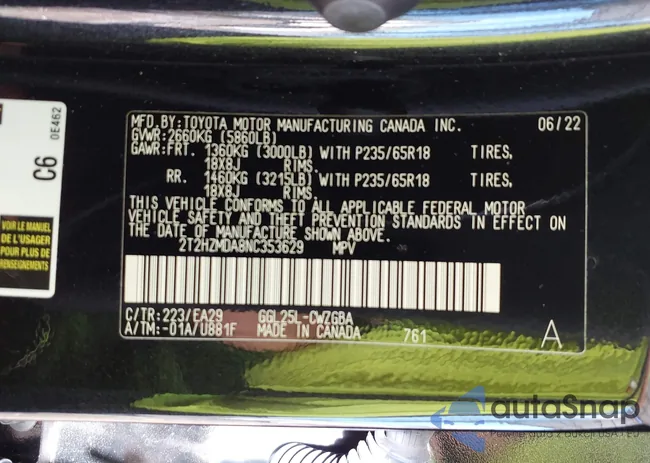 MFD.BY:TOYOTA MOTOR MANUFACTURING CANADA INC. 06/22
GVWR:2660KG (5860LB)
GAWR:FRT. 1360KG (3000LB) WITH P235/65R18 TIRES,
18X8J RIMS
RR. 1460KG (3215LB) WITH P235/65R18 TIRES,
18X8J RIMS
THIS VEHICLE CONFORMS TO ALL APPLICABLE FEDERAL MOTOR
VEHICLE SAFETY AND THEFT PREVENTION STANDARDS IN EFFECT ON
THE DATE OF MANUFACTURE SHOWN ABOVE.
2T2HZMDA8NC353629 MPV
C/TR:223/EA29 GGL25L-CWZGBA
A/TM:-01A/U881F MADE IN CANADA 761 A
C6
0E462
VOIR LE MANUEL
DE L'USAGER
POUR PLUS DE
RENSEIGNEMENTS
autoSnap